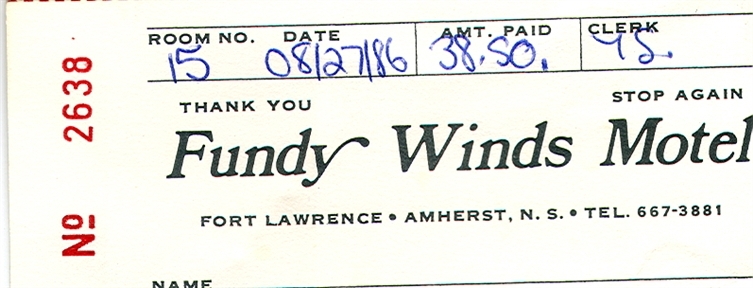 ROOM NO. DATE AMT. PAID CLERK
15 08/27/86 38.50. YS.
THANK YOU STOP AGAIN
Fundy Winds Motel
FORT LAWRENCE • AMHERST, N. S. • TEL. 667-3881
NAME
Nº 2638